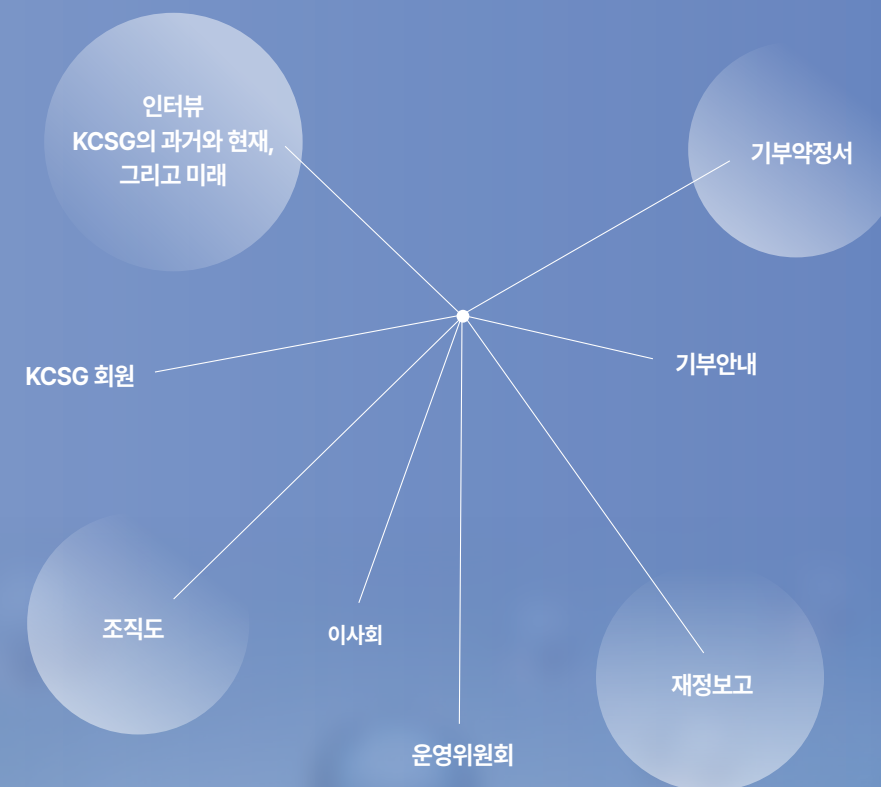 인터뷰
KCSG의 과거와 현재,
그리고 미래
기부약정서
기부안내
KCSG 회원
조직도
이사회
재정보고
운영위원회